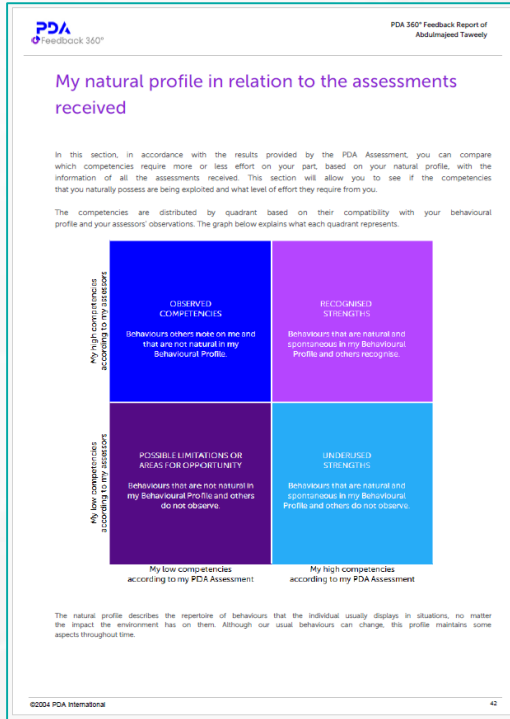 PDA
Feedback 360°
PDA 360° Feedback Report of
Abdulmajeed Taweely
My natural profile in relation to the assessments
received
In this section, in accordance with the results provided by the PDA Assessment, you can compare
which competencies require more or less effort on your part, based on your natural profile, with the
information of all the assessments received. This section will allow you to see if the competencies
that you naturally possess are being exploited and what level of effort they require from you.
The competencies are distributed by quadrant based on their compatibility with your behavioural
profile and your assessors' observations. The graph below explains what each quadrant represents.
My high competencies
according to my assessors
OBSERVED
COMPETENCIES
Behaviours others note on me and
that are not natural in my
Behavioural Profile.
RECOGNISED
STRENGTHS
Behaviours that are natural and
spontaneous in my Behavioural
Profile and others recognise.
My low competencies
according to my assessors
POSSIBLE LIMITATIONS OR
AREAS FOR OPPORTUNITY
Behaviours that are not natural in
my Behavioural Profile and others
do not observe.
UNDERUSED
STRENGTHS
Behaviours that are natural and
spontaneous in my Behavioural
Profile and others do not observe.
My low competencies
according to my PDA Assessment
My high competencies
according to my PDA Assessment
The natural profile describes the repertoire of behaviours that the individual usually displays in situations, no matter
the impact the environment has on them. Although our usual behaviours can change, this profile maintains some
aspects throughout time.
©2004 PDA International
42